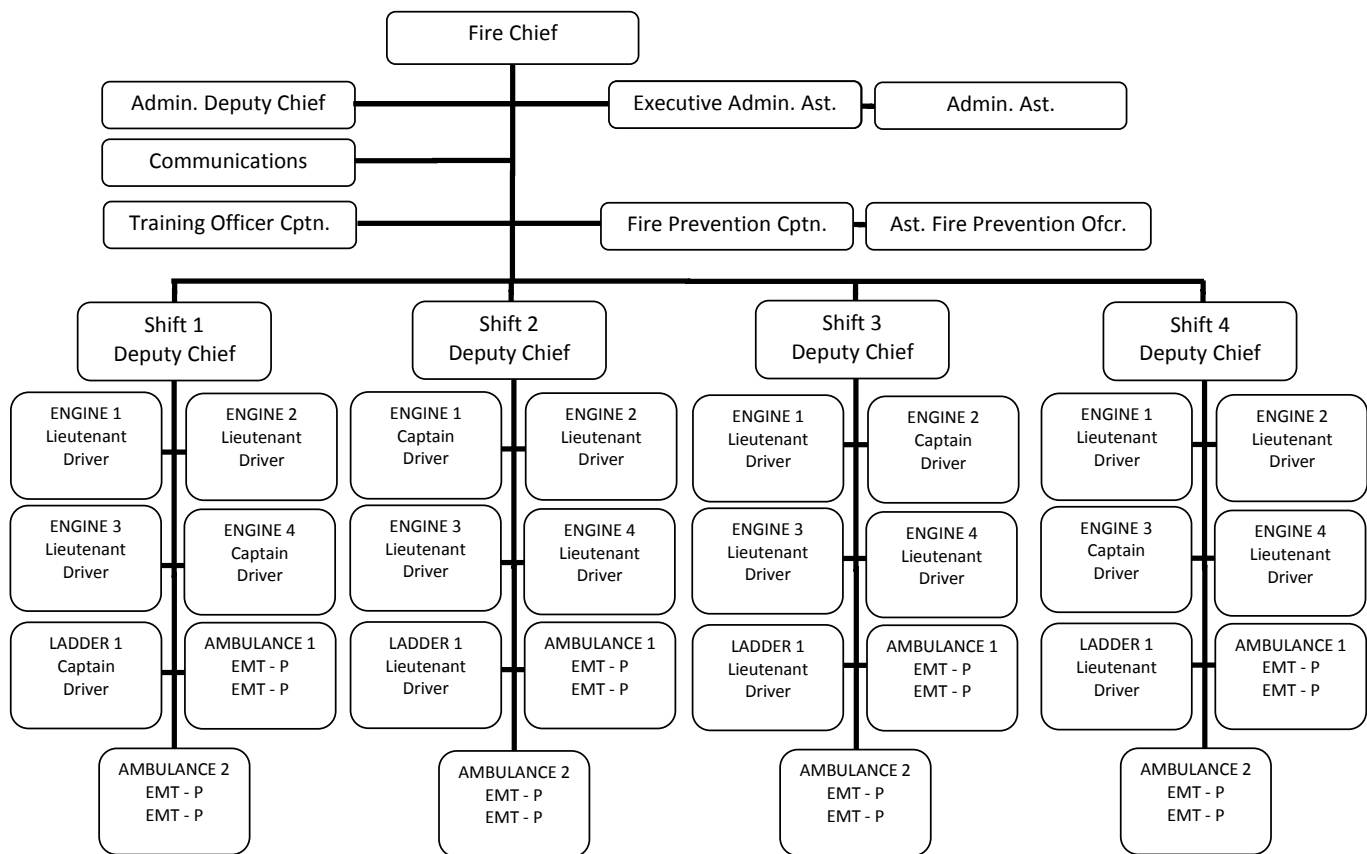 Fire Chief
Admin. Deputy Chief
Executive Admin. Ast.
Admin. Ast.
Communications
Training Officer Cptn.
Fire Prevention Cptn.
Ast. Fire Prevention Ofcr.
Shift 1
Deputy Chief
Shift 2
Deputy Chief
Shift 3
Deputy Chief
Shift 4
Deputy Chief
ENGINE 1
Lieutenant
Driver
ENGINE 2
Lieutenant
Driver
ENGINE 3
Lieutenant
Driver
ENGINE 4
Captain
Driver
LADDER 1
Captain
Driver
AMBULANCE 1
EMT - P
EMT - P
AMBULANCE 2
EMT - P
EMT - P
ENGINE 1
Captain
Driver
ENGINE 2
Lieutenant
Driver
ENGINE 3
Lieutenant
Driver
ENGINE 4
Lieutenant
Driver
LADDER 1
Lieutenant
Driver
AMBULANCE 1
EMT - P
EMT - P
AMBULANCE 2
EMT - P
EMT - P
ENGINE 1
Lieutenant
Driver
ENGINE 2
Captain
Driver
ENGINE 3
Lieutenant
Driver
ENGINE 4
Lieutenant
Driver
LADDER 1
Lieutenant
Driver
AMBULANCE 1
EMT - P
EMT - P
AMBULANCE 2
EMT - P
EMT - P
ENGINE 1
Lieutenant
Driver
ENGINE 2
Lieutenant
Driver
ENGINE 3
Captain
Driver
ENGINE 4
Lieutenant
Driver
LADDER 1
Lieutenant
Driver
AMBULANCE 1
EMT - P
EMT - P
AMBULANCE 2
EMT - P
EMT - P